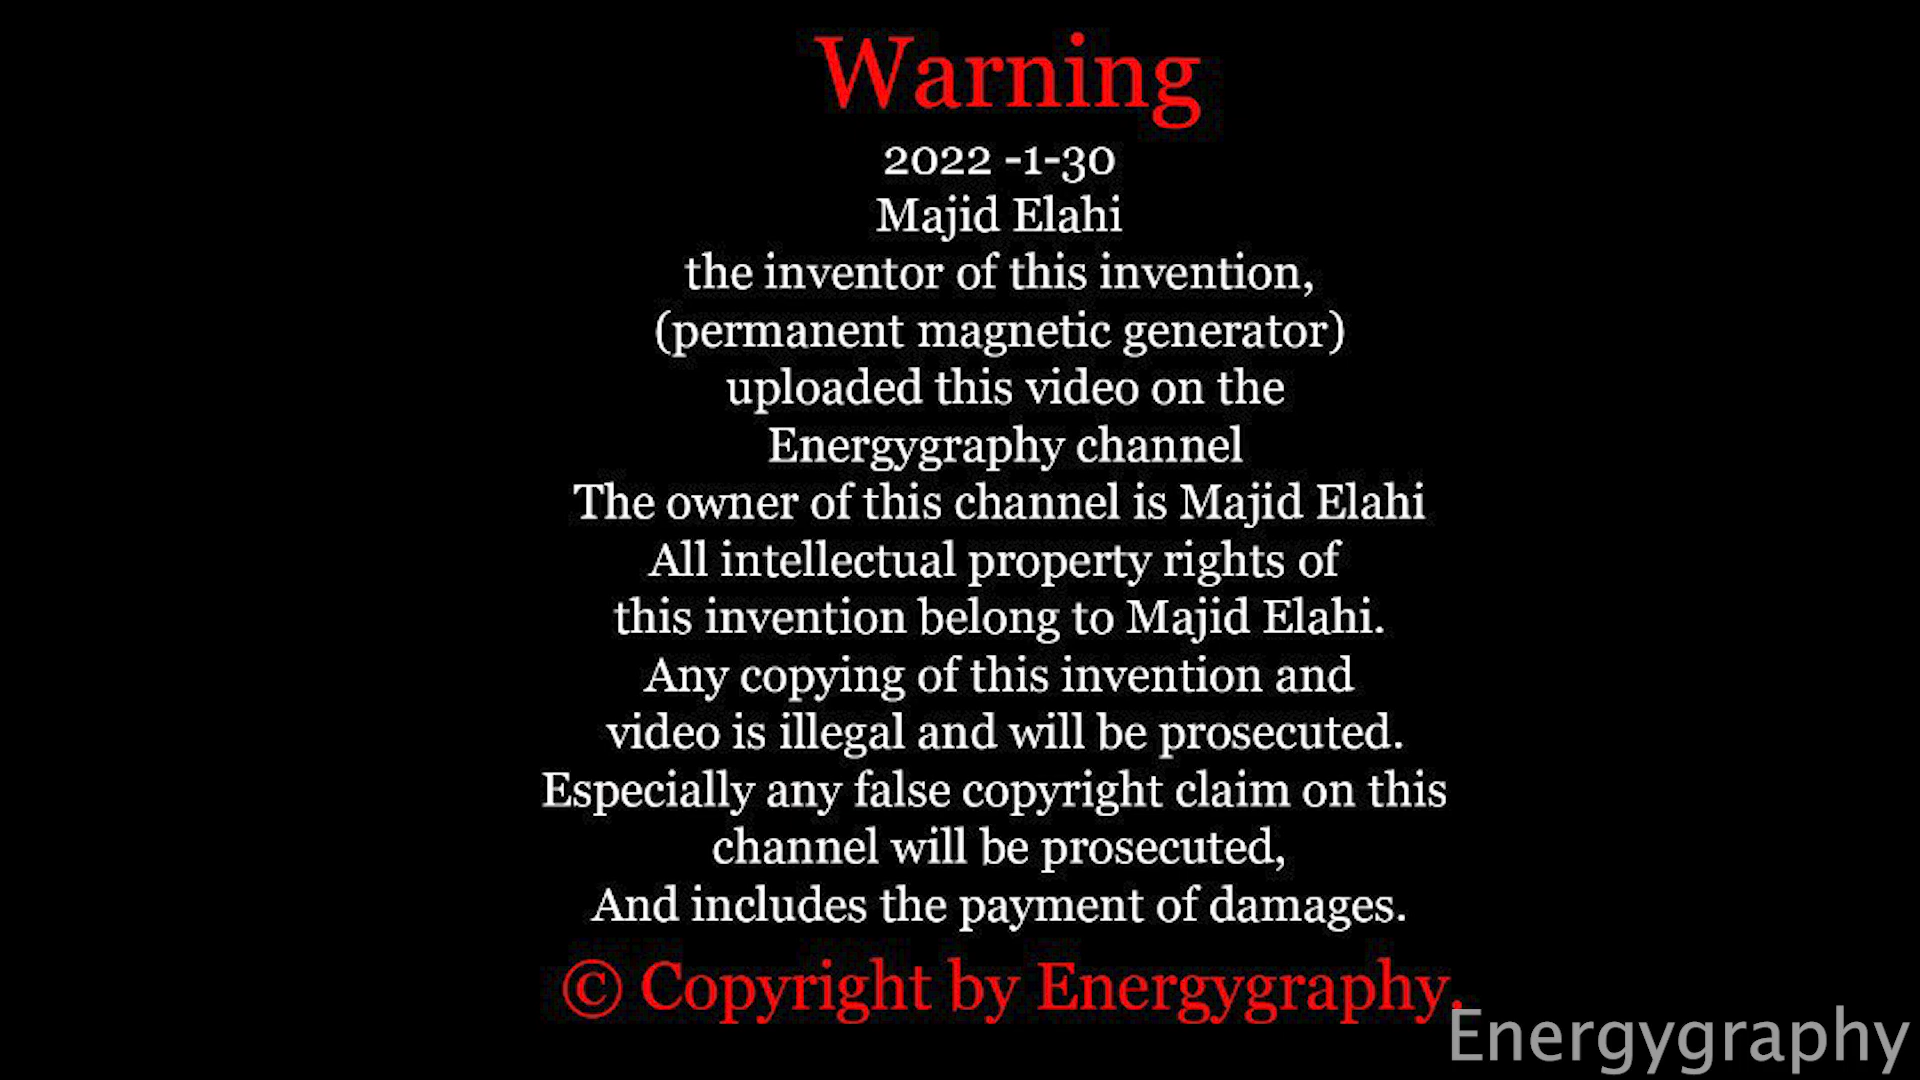 Warning
2022 -1-30
Majid Elahi
the inventor of this invention,
(permanent magnetic generator)
uploaded this video on the
Energygraphy channel
The owner of this channel is Majid Elahi
All intellectual property rights of
this invention belong to Majid Elahi.
Any copying of this invention and
video is illegal and will be prosecuted.
Especially any false copyright claim on this
channel will be prosecuted,
And includes the payment of damages.
© Copyright by Energygraphy.
Energygraphy